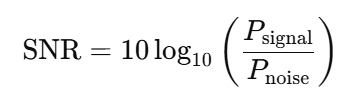 SNR = 10 log₁₀ (P_signal / P_noise)